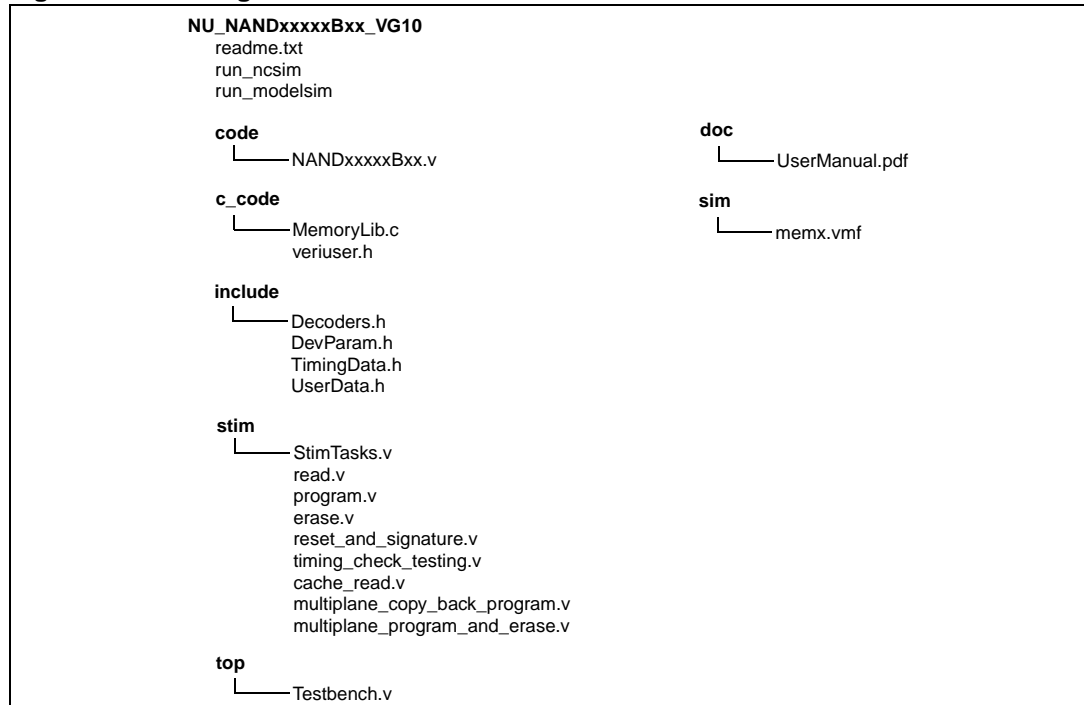 NU_NANDxxxxxBxx_VG10
readme.txt
run_ncsim
run_modelsim
code
NANDxxxxxBxx.v
c_code
MemoryLib.c
veriuser.h
include
Decoders.h
DevParam.h
TimingData.h
UserData.h
stim
StimTasks.v
read.v
program.v
erase.v
reset_and_signature.v
timing_check_testing.v
cache_read.v
multiplane_copy_back_program.v
multiplane_program_and_erase.v
top
Testbench.v
doc
UserManual.pdf
sim
memx.vmf